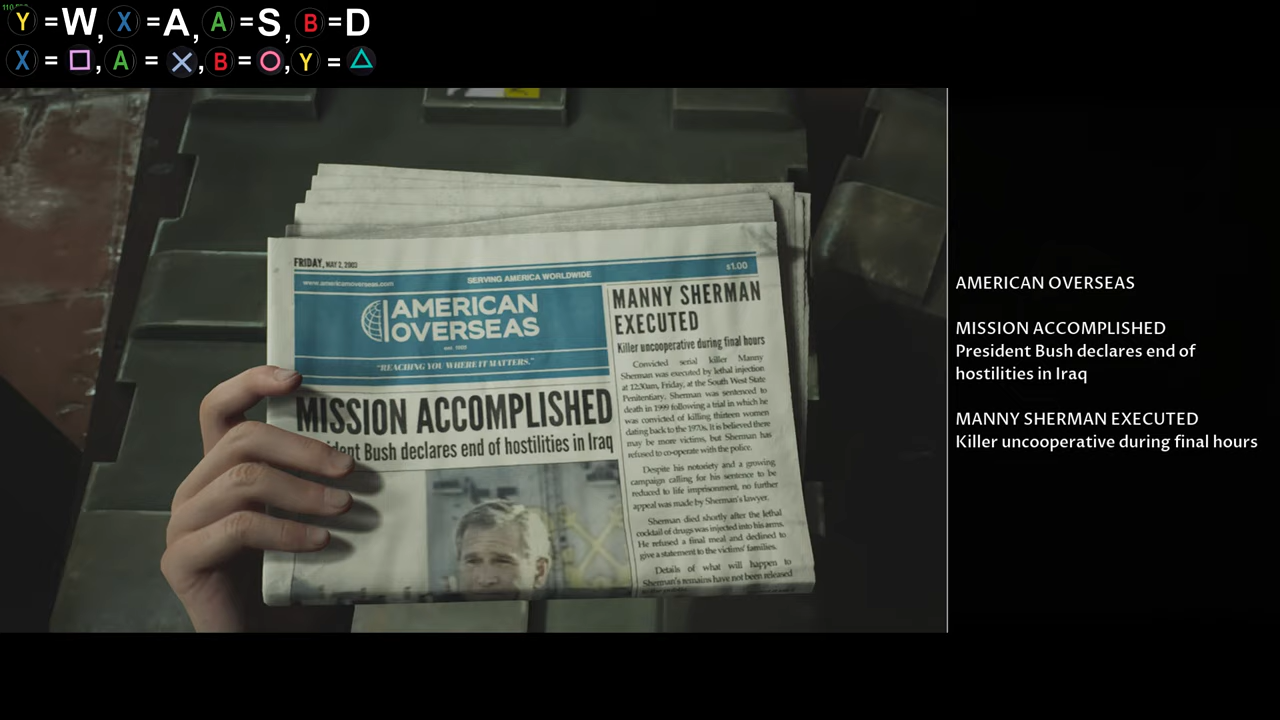 110 FPS
Y = W, X = A, A = S, B = D
X = □, A = ✕, B = ○, Y = △
FRIDAY, MAY 2, 2003
SERVING AMERICA WORLDWIDE
$1.00
www.americanoverseas.com
AMERICAN
OVERSEAS
"REACHING YOU WHERE IT MATTERS."
MISSION ACCOMPLISHED
ident Bush declares end of hostilities in Iraq
MANNY SHERMAN
EXECUTED
Killer uncooperative during final hours
Convicted serial killer Manny
Sherman was executed by lethal injection
at 12:30am, Friday, at the South West State
Penitentiary. Sherman was sentenced to
death in 1999 following a trial in which he
was convicted of killing thirteen women
dating back to the 1970s. It is believed there
may be more victims, but Sherman has
refused to co-operate with the police.
Despite his notoriety and a growing
campaign calling for his sentence to be
reduced to life imprisonment, no further
appeal was made by Sherman's lawyer.
Sherman died shortly after the lethal
cocktail of drugs was injected into his arms.
He refused a final meal and declined to
give a statement to the victims' families.
Details of what will happen to
Sherman's remains have not been released
AMERICAN OVERSEAS
MISSION ACCOMPLISHED
President Bush declares end of
hostilities in Iraq
MANNY SHERMAN EXECUTED
Killer uncooperative during final hours